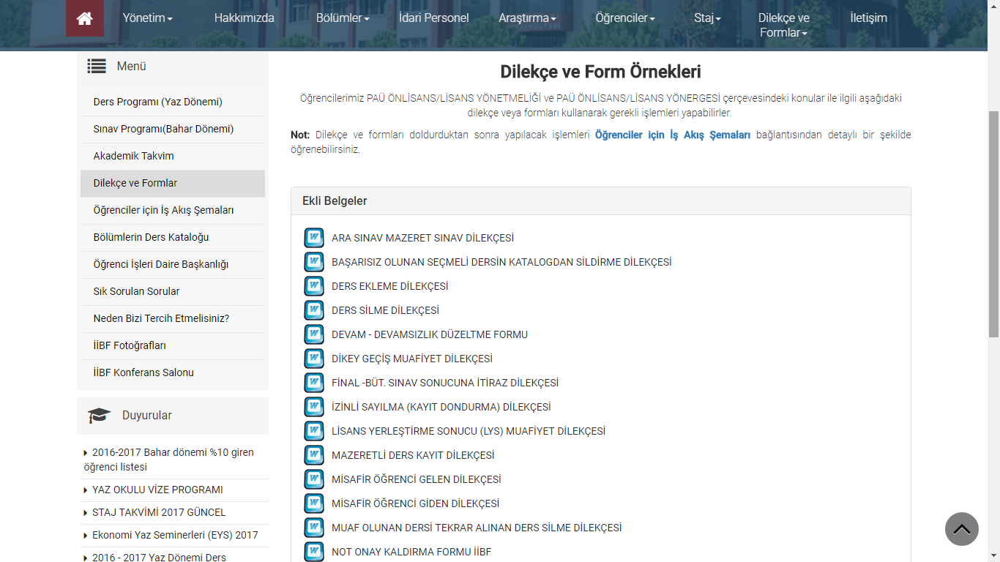 Yönetim
Hakkımızda
Bölümler
İdari Personel
Araştırma
Öğrenciler
Staj
Dilekçe ve
Formlar
İletişim
Menü
Ders Programı (Yaz Dönemi)
Sınav Programı(Bahar Dönemi)
Akademik Takvim
Dilekçe ve Formlar
Öğrenciler için İş Akış Şemaları
Bölümlerin Ders Kataloğu
Öğrenci İşleri Daire Başkanlığı
Sık Sorulan Sorular
Neden Bizi Tercih Etmelisiniz?
İİBF Fotoğrafları
İİBF Konferans Salonu
Duyurular
2016-2017 Bahar dönemi %10 giren
öğrenci listesi
YAZ OKULU VİZE PROGRAMI
STAJ TAKVİMİ 2017 GÜNCEL
Ekonomi Yaz Seminerleri (EYS) 2017
2016 - 2017 Yaz Dönemi Ders
Dilekçe ve Form Örnekleri
Öğrencilerimiz PAÜ ÖNLİSANS/LİSANS YÖNETMELİĞİ ve PAÜ ÖNLİSANS/LİSANS YÖNERGESİ çerçevesindeki konular ile ilgili aşağıdaki
dilekçe veya formları kullanarak gerekli işlemleri yapabilirler.
Not: Dilekçe ve formları doldurduktan sonra yapılacak işlemleri Öğrenciler için İş Akış Şemaları bağlantısından detaylı bir şekilde
öğrenebilirsiniz.
Ekli Belgeler
ARA SINAV MAZERET SINAV DİLEKÇESİ
BAŞARISIZ OLUNAN SEÇMELİ DERSİN KATALOGDAN SİLDİRME DİLEKÇESİ
DERS EKLEME DİLEKÇESİ
DERS SİLME DİLEKÇESİ
DEVAM - DEVAMSIZLIK DÜZELTME FORMU
DİKEY GEÇİŞ MUAFİYET DİLEKÇESİ
FİNAL -BÜT. SINAV SONUCUNA İTİRAZ DİLEKÇESİ
İZİNLİ SAYILMA (KAYIT DONDURMA) DİLEKÇESİ
LİSANS YERLEŞTİRME SONUCU (LYS) MUAFİYET DİLEKÇESİ
MAZERETLİ DERS KAYIT DİLEKÇESİ
MİSAFİR ÖĞRENCİ GELEN DİLEKÇESİ
MİSAFİR ÖĞRENCİ GİDEN DİLEKÇESİ
MUAF OLUNAN DERSİ TEKRAR ALINAN DERS SİLME DİLEKÇESİ
NOT ONAY KALDIRMA FORMU İİBF